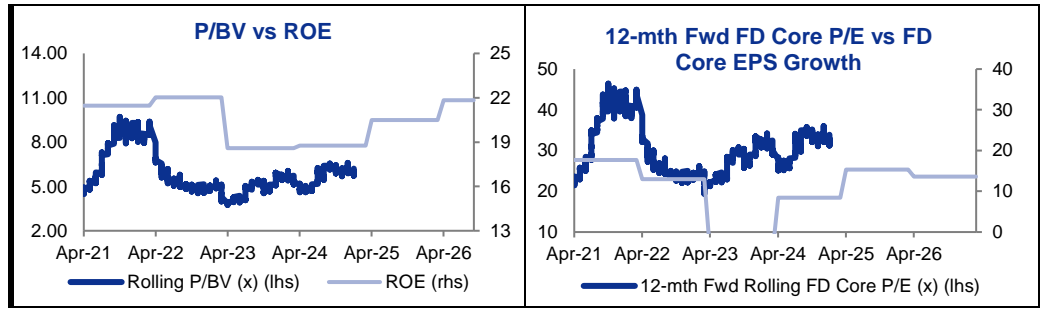 P/BV vs ROE
14.00
11.00
8.00
5.00
2.00
25
22
19
16
13
Apr-21 Apr-22 Apr-23 Apr-24 Apr-25 Apr-26
Rolling P/BV (x) (lhs) ROE (rhs)
12-mth Fwd FD Core P/E vs FD
Core EPS Growth
50
40
30
20
10
40
30
20
10
0
Apr-21 Apr-22 Apr-23 Apr-24 Apr-25 Apr-26
12-mth Fwd Rolling FD Core P/E (x) (lhs)